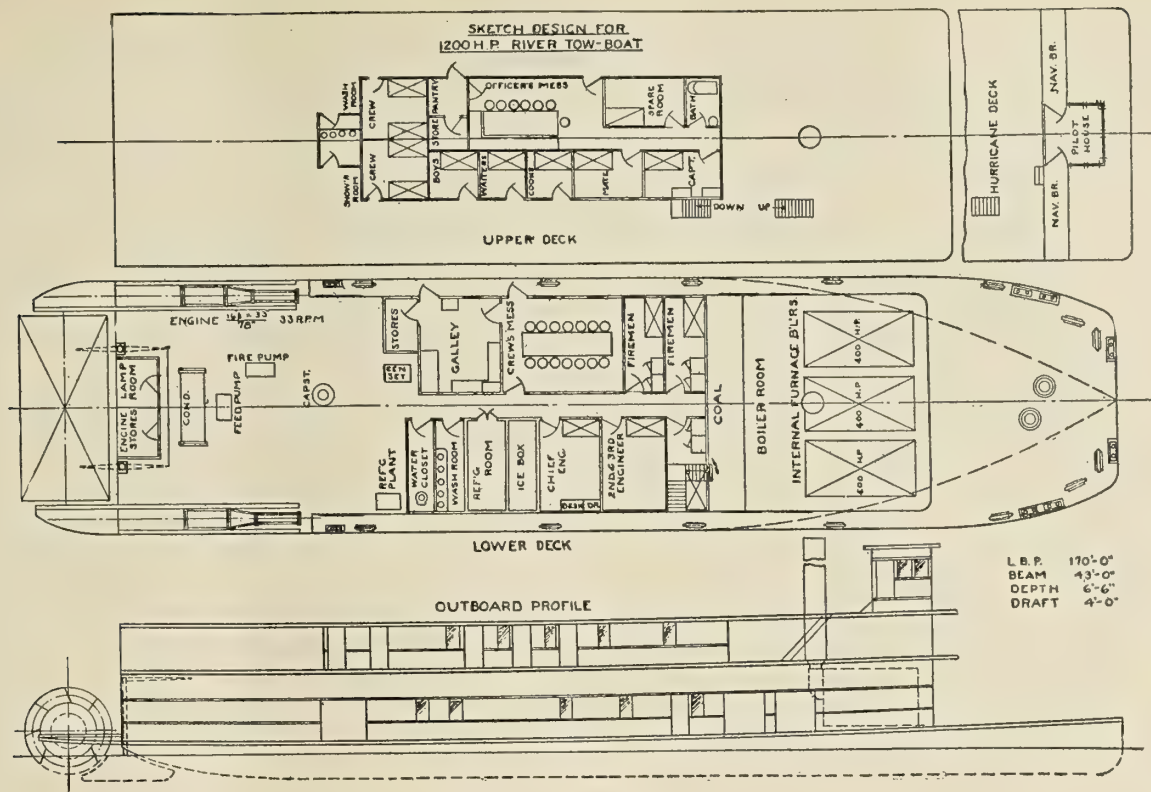 SKETCH DESIGN FOR
1200 H.P. RIVER TOW-BOAT
WASH ROOM
SHOW'R ROOM
CREW
CREW
PANTRY
STORE
OFFICER'S MESS
SPARE ROOM
BATH
BOYS
WAITERS
COOKS
MATE
CAPT.
DOWN
UP
UPPER DECK
HURRICANE DECK
NAV. BR.
PILOT HOUSE
NAV. BR.
ENGINE
78"
33 R.P.M
LAMP ROOM
ENGINE STORES
COND.
FIRE PUMP
FEED PUMP
CAPST.
STORES
GEN SET
GALLEY
CREW'S MESS
FIREMEN
FIREMEN
COAL
BOILER ROOM
INTERNAL FURNACE B'L'RS.
400 H.P
400 H.P
400 H.P
REF'G PLANT
WATER CLOSET
WASH ROOM
REF'G ROOM
ICE BOX
CHIEF ENG.
DESK
DR.
2ND & 3RD ENGINEER
LOWER DECK
L.B.P. 170'-0"
BEAM 43'-0"
DEPTH 6'-6"
DRAFT 4'-0"
OUTBOARD PROFILE